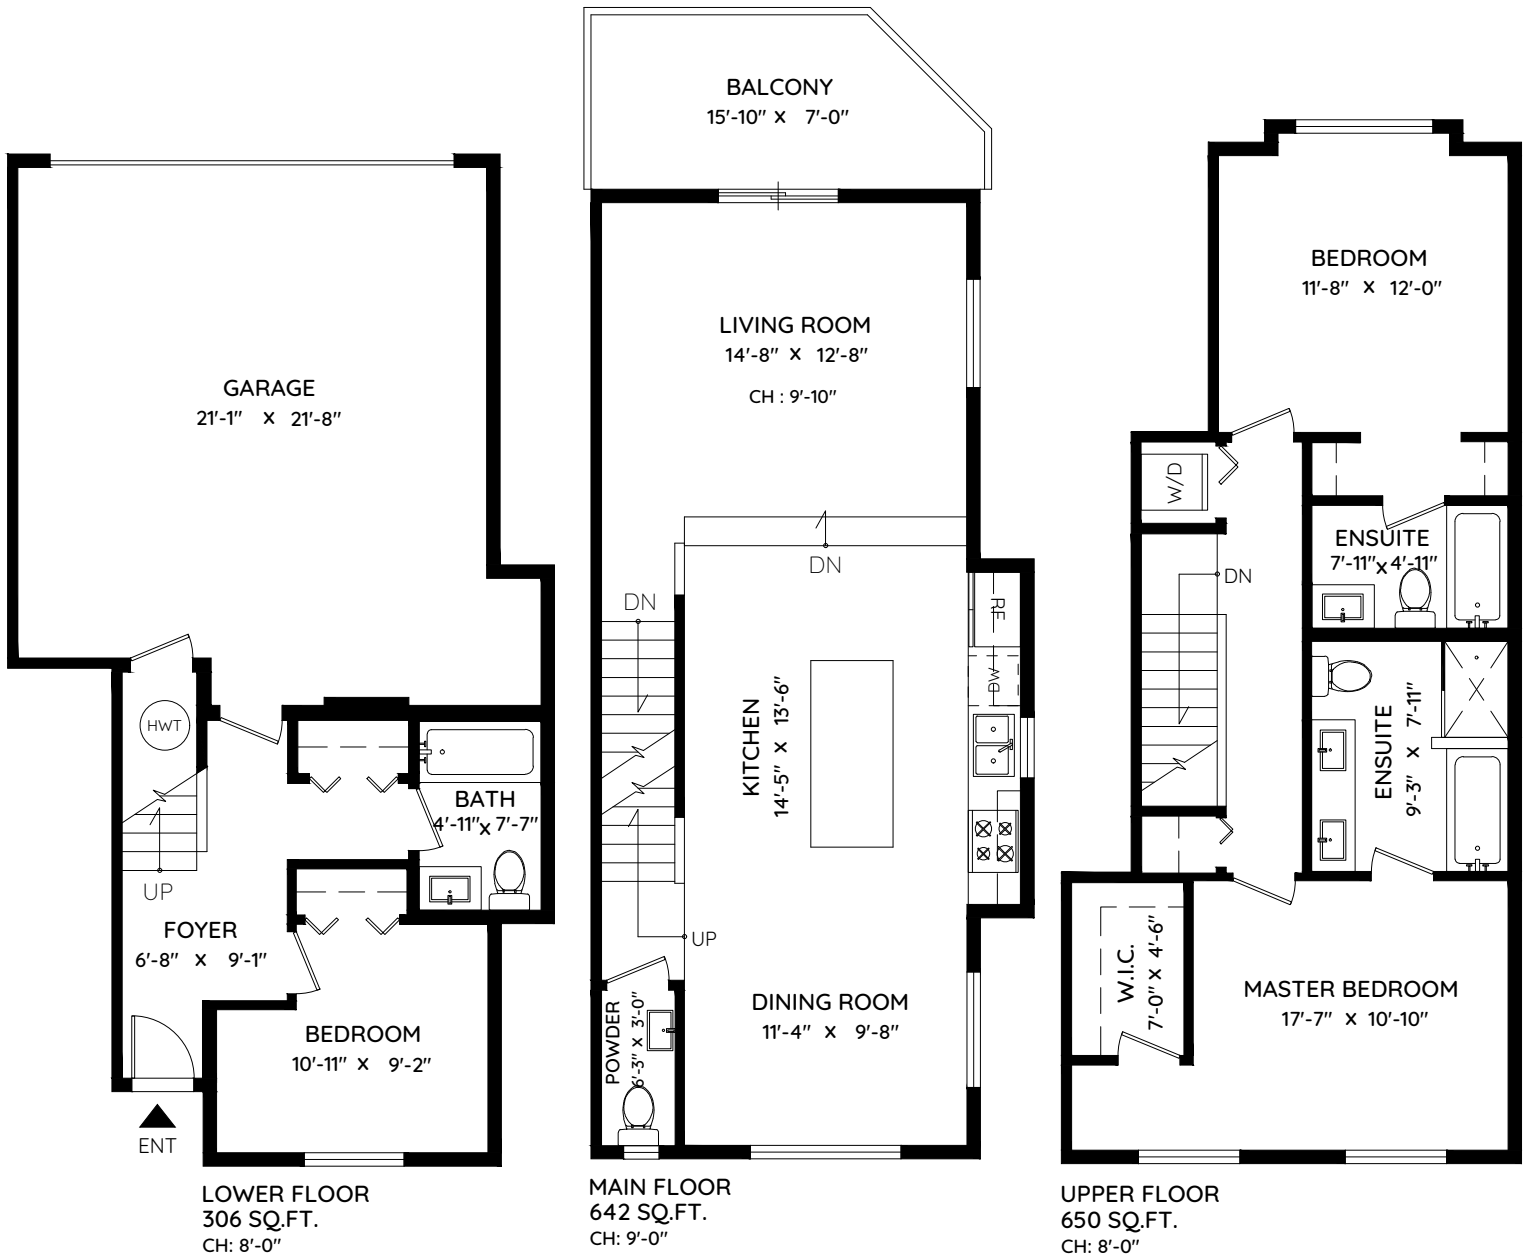 GARAGE
21'-1" X 21'-8"
HWT
BATH
4'-11" X 7'-7"
UP
FOYER
6'-8" X 9'-1"
BEDROOM
10'-11" X 9'-2"
ENT
LOWER FLOOR
306 SQ.FT.
CH: 8'-0"
BALCONY
15'-10" X 7'-0"
LIVING ROOM
14'-8" X 12'-8"
CH : 9'-10"
DN
DN
RF
DW
KITCHEN
14'-5" X 13'-6"
UP
POWDER
6'-3" X 3'-0"
DINING ROOM
11'-4" X 9'-8"
MAIN FLOOR
642 SQ.FT.
CH: 9'-0"
BEDROOM
11'-8" X 12'-0"
W/D
ENSUITE
7'-11" X 4'-11"
DN
ENSUITE
9'-3" X 7'-11"
W.I.C.
7'-0" X 4'-6"
MASTER BEDROOM
17'-7" X 10'-10"
UPPER FLOOR
650 SQ.FT.
CH: 8'-0"